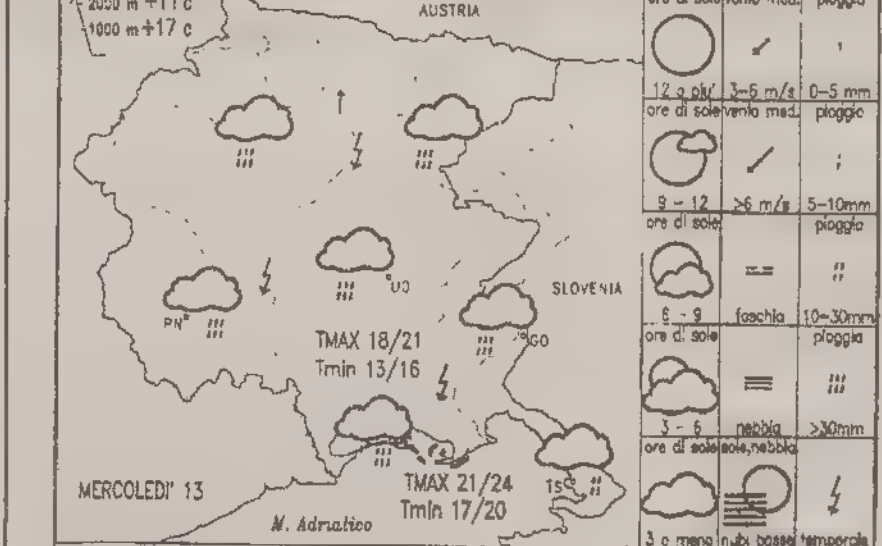 2000 m +11 c
1000 m +17 c
AUSTRIA
UD
PN
SLOVENIA
GO
TMAX 18/21
Tmin 13/16
TS
TMAX 21/24
Tmin 17/20
MERCOLEDI' 13
M. Adriatico
ore di sole vento med. pioggia
12 o piu' 3-6 m/s 0-5 mm
ore di sole vento med. pioggia
9 - 12 >6 m/s 5-10mm
ore di sole pioggia
6 - 9 foschia 10-30mm
ore di sole pioggia
3 - 6 nebbia >30mm
ore di sole sole,nebbia
3 o meno nubi basse temporale